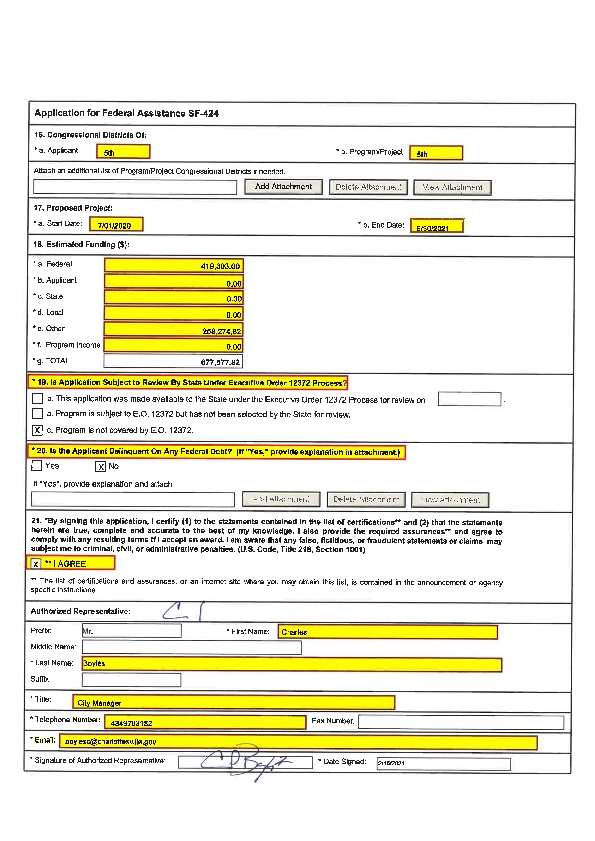 Application for Federal Assistance SF-424
16. Congressional Districts Of:
* a. Applicant 5th * b. Program/Project 5th
Attach an additional list of Program/Project Congressional Districts if needed.
Add Attachment Delete Attachment View Attachment
17. Proposed Project:
* a. Start Date: 7/01/2020 * b. End Date: 6/30/2021
18. Estimated Funding ($):
* a. Federal 419,303.00
* b. Applicant 0.00
* c. State 0.00
* d. Local 0.00
* e. Other 258,274.82
* f. Program Income 0.00
* g. TOTAL 677,577.82
* 19. Is Application Subject to Review By State Under Executive Order 12372 Process?
a. This application was made available to the State under the Executive Order 12372 Process for review on .
b. Program is subject to E.O. 12372 but has not been selected by the State for review.
X c. Program is not covered by E.O. 12372.
* 20. Is the Applicant Delinquent On Any Federal Debt? (If "Yes," provide explanation in attachment.)
Yes X No
If "Yes", provide explanation and attach
Add Attachment Delete Attachment View Attachment
21. *By signing this application, I certify (1) to the statements contained in the list of certifications** and (2) that the statements
herein are true, complete and accurate to the best of my knowledge. I also provide the required assurances** and agree to
comply with any resulting terms if I accept an award. I am aware that any false, fictitious, or fraudulent statements or claims may
subject me to criminal, civil, or administrative penalties. (U.S. Code, Title 218, Section 1001)
X ** I AGREE
** The list of certifications and assurances, or an internet site where you may obtain this list, is contained in the announcement or agency
specific instructions.
Authorized Representative:
Prefix: Mr. * First Name: Charles
Middle Name:
* Last Name: Boyles
Suffix:
* Title: City Manager
* Telephone Number: 4349703182 Fax Number:
* Email:
* Signature of Authorized Representative: * Date Signed: